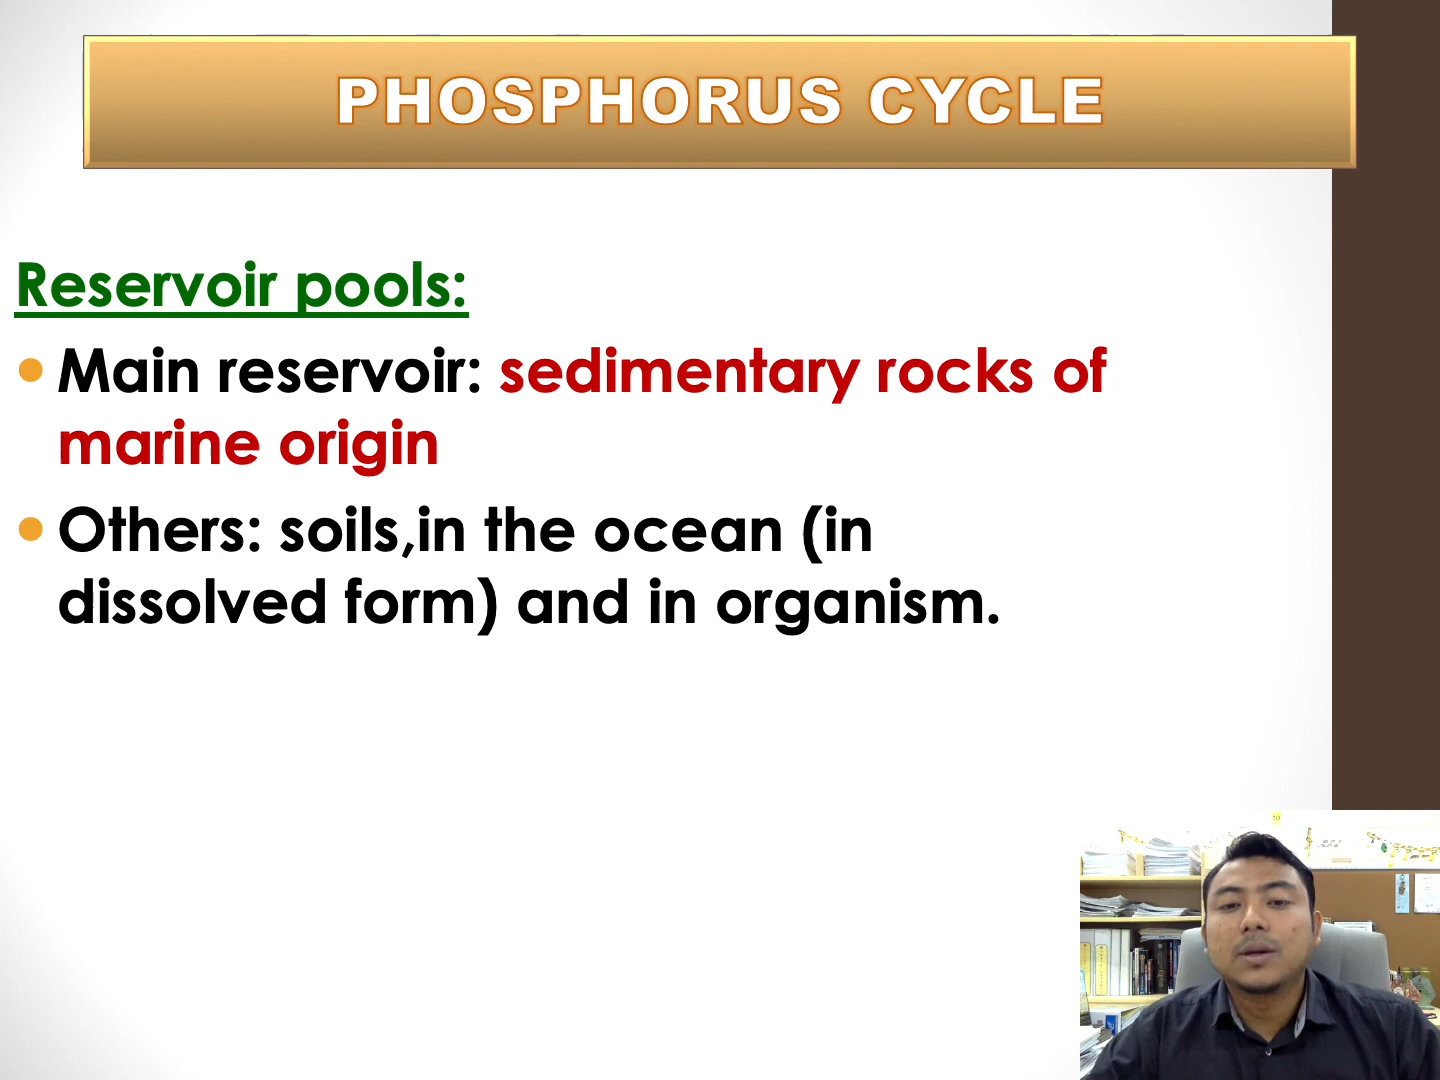 PHOSPHORUS CYCLE
Reservoir pools:
Main reservoir: sedimentary rocks of
marine origin
Others: soils,in the ocean (in
dissolved form) and in organism.